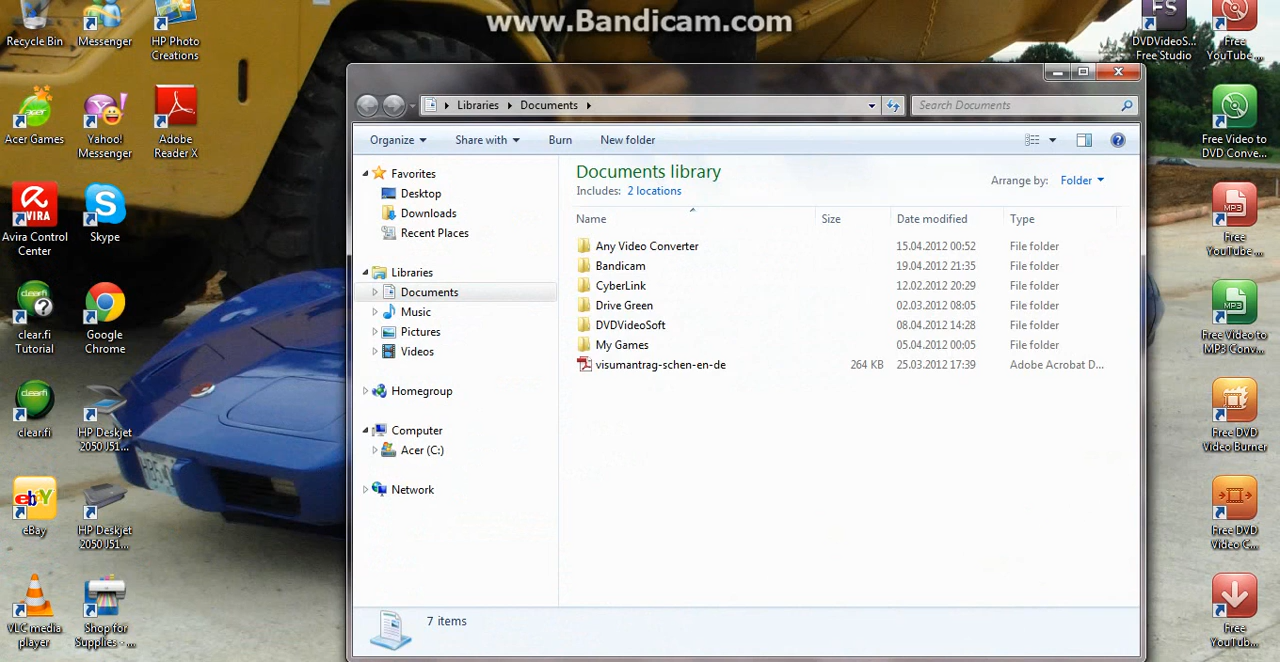 www.Bandicam.com
Recycle Bin
Messenger
HP Photo
Creations
Acer Games
Yahoo!
Messenger
Adobe
Reader X
Avira Control
Center
Skype
clear.fi
Tutorial
Google
Chrome
clear.fi
HP Deskjet
2050 J51...
eBay
HP Deskjet
2050 J51...
VLC media
player
Shop for
Supplies - ...
Libraries Documents
Search Documents
Organize Share with Burn New folder
Favorites
Desktop
Downloads
Recent Places
Libraries
Documents
Music
Pictures
Videos
Homegroup
Computer
Acer (C:)
Network
Documents library
Includes: 2 locations
Arrange by: Folder
Name Size Date modified Type
Any Video Converter 15.04.2012 00:52 File folder
Bandicam 19.04.2012 21:35 File folder
CyberLink 12.02.2012 20:29 File folder
Drive Green 02.03.2012 08:05 File folder
DVDVideoSoft 08.04.2012 14:28 File folder
My Games 05.04.2012 00:05 File folder
visumantrag-schen-en-de 264 KB 25.03.2012 17:39 Adobe Acrobat D...
7 items
FS
DVDVideoS...
Free Studio
Free
YouTube ...
Free Video to
DVD Conve...
MP3
Free
YouTube ...
MP3
Free Video to
MP3 Conv...
Free DVD
Video Burner
Free DVD
Video C...
Free
YouTub...